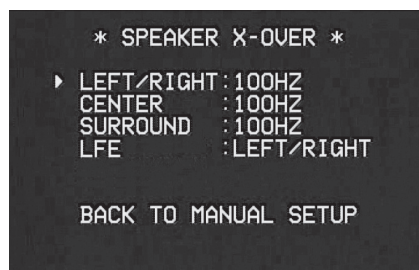 * SPEAKER X-OVER *
LEFT/RIGHT:100HZ
CENTER :100HZ
SURROUND :100HZ
LFE :LEFT/RIGHT
BACK TO MANUAL SETUP